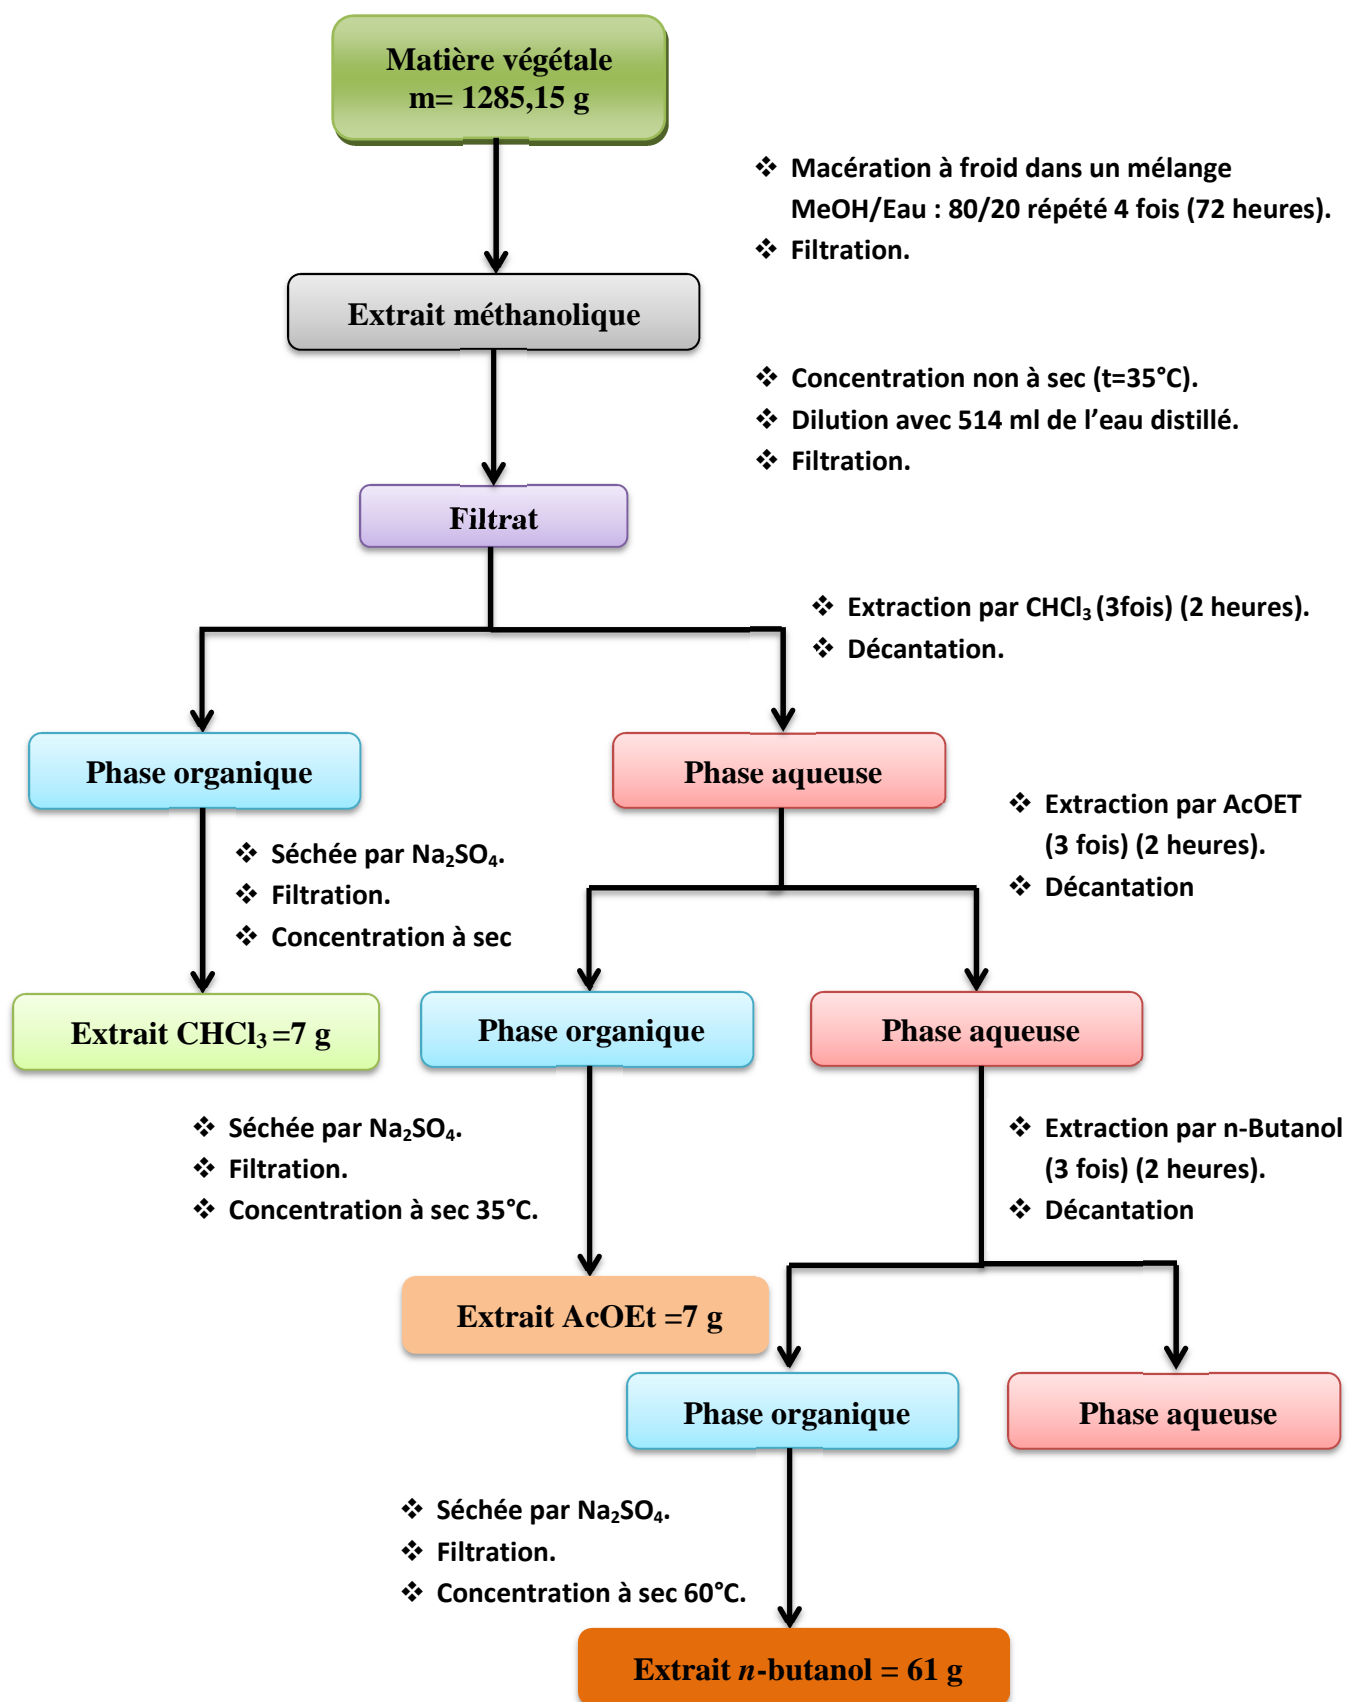 Matière végétale
m= 1285,15 g
❖ Macération à froid dans un mélange
MeOH/Eau : 80/20 répété 4 fois (72 heures).
❖ Filtration.
Extrait méthanolique
❖ Concentration non à sec (t=35°C).
❖ Dilution avec 514 ml de l’eau distillé.
❖ Filtration.
Filtrat
❖ Extraction par CHCl₃ (3fois) (2 heures).
❖ Décantation.
Phase organique
Phase aqueuse
❖ Extraction par AcOET
(3 fois) (2 heures).
❖ Décantation
❖ Séchée par Na₂SO₄.
❖ Filtration.
❖ Concentration à sec
Extrait CHCl₃ =7 g
Phase organique
Phase aqueuse
❖ Séchée par Na₂SO₄.
❖ Filtration.
❖ Concentration à sec 35°C.
❖ Extraction par n-Butanol
(3 fois) (2 heures).
❖ Décantation
Extrait AcOEt =7 g
Phase organique
Phase aqueuse
❖ Séchée par Na₂SO₄.
❖ Filtration.
❖ Concentration à sec 60°C.
Extrait n-butanol = 61 g